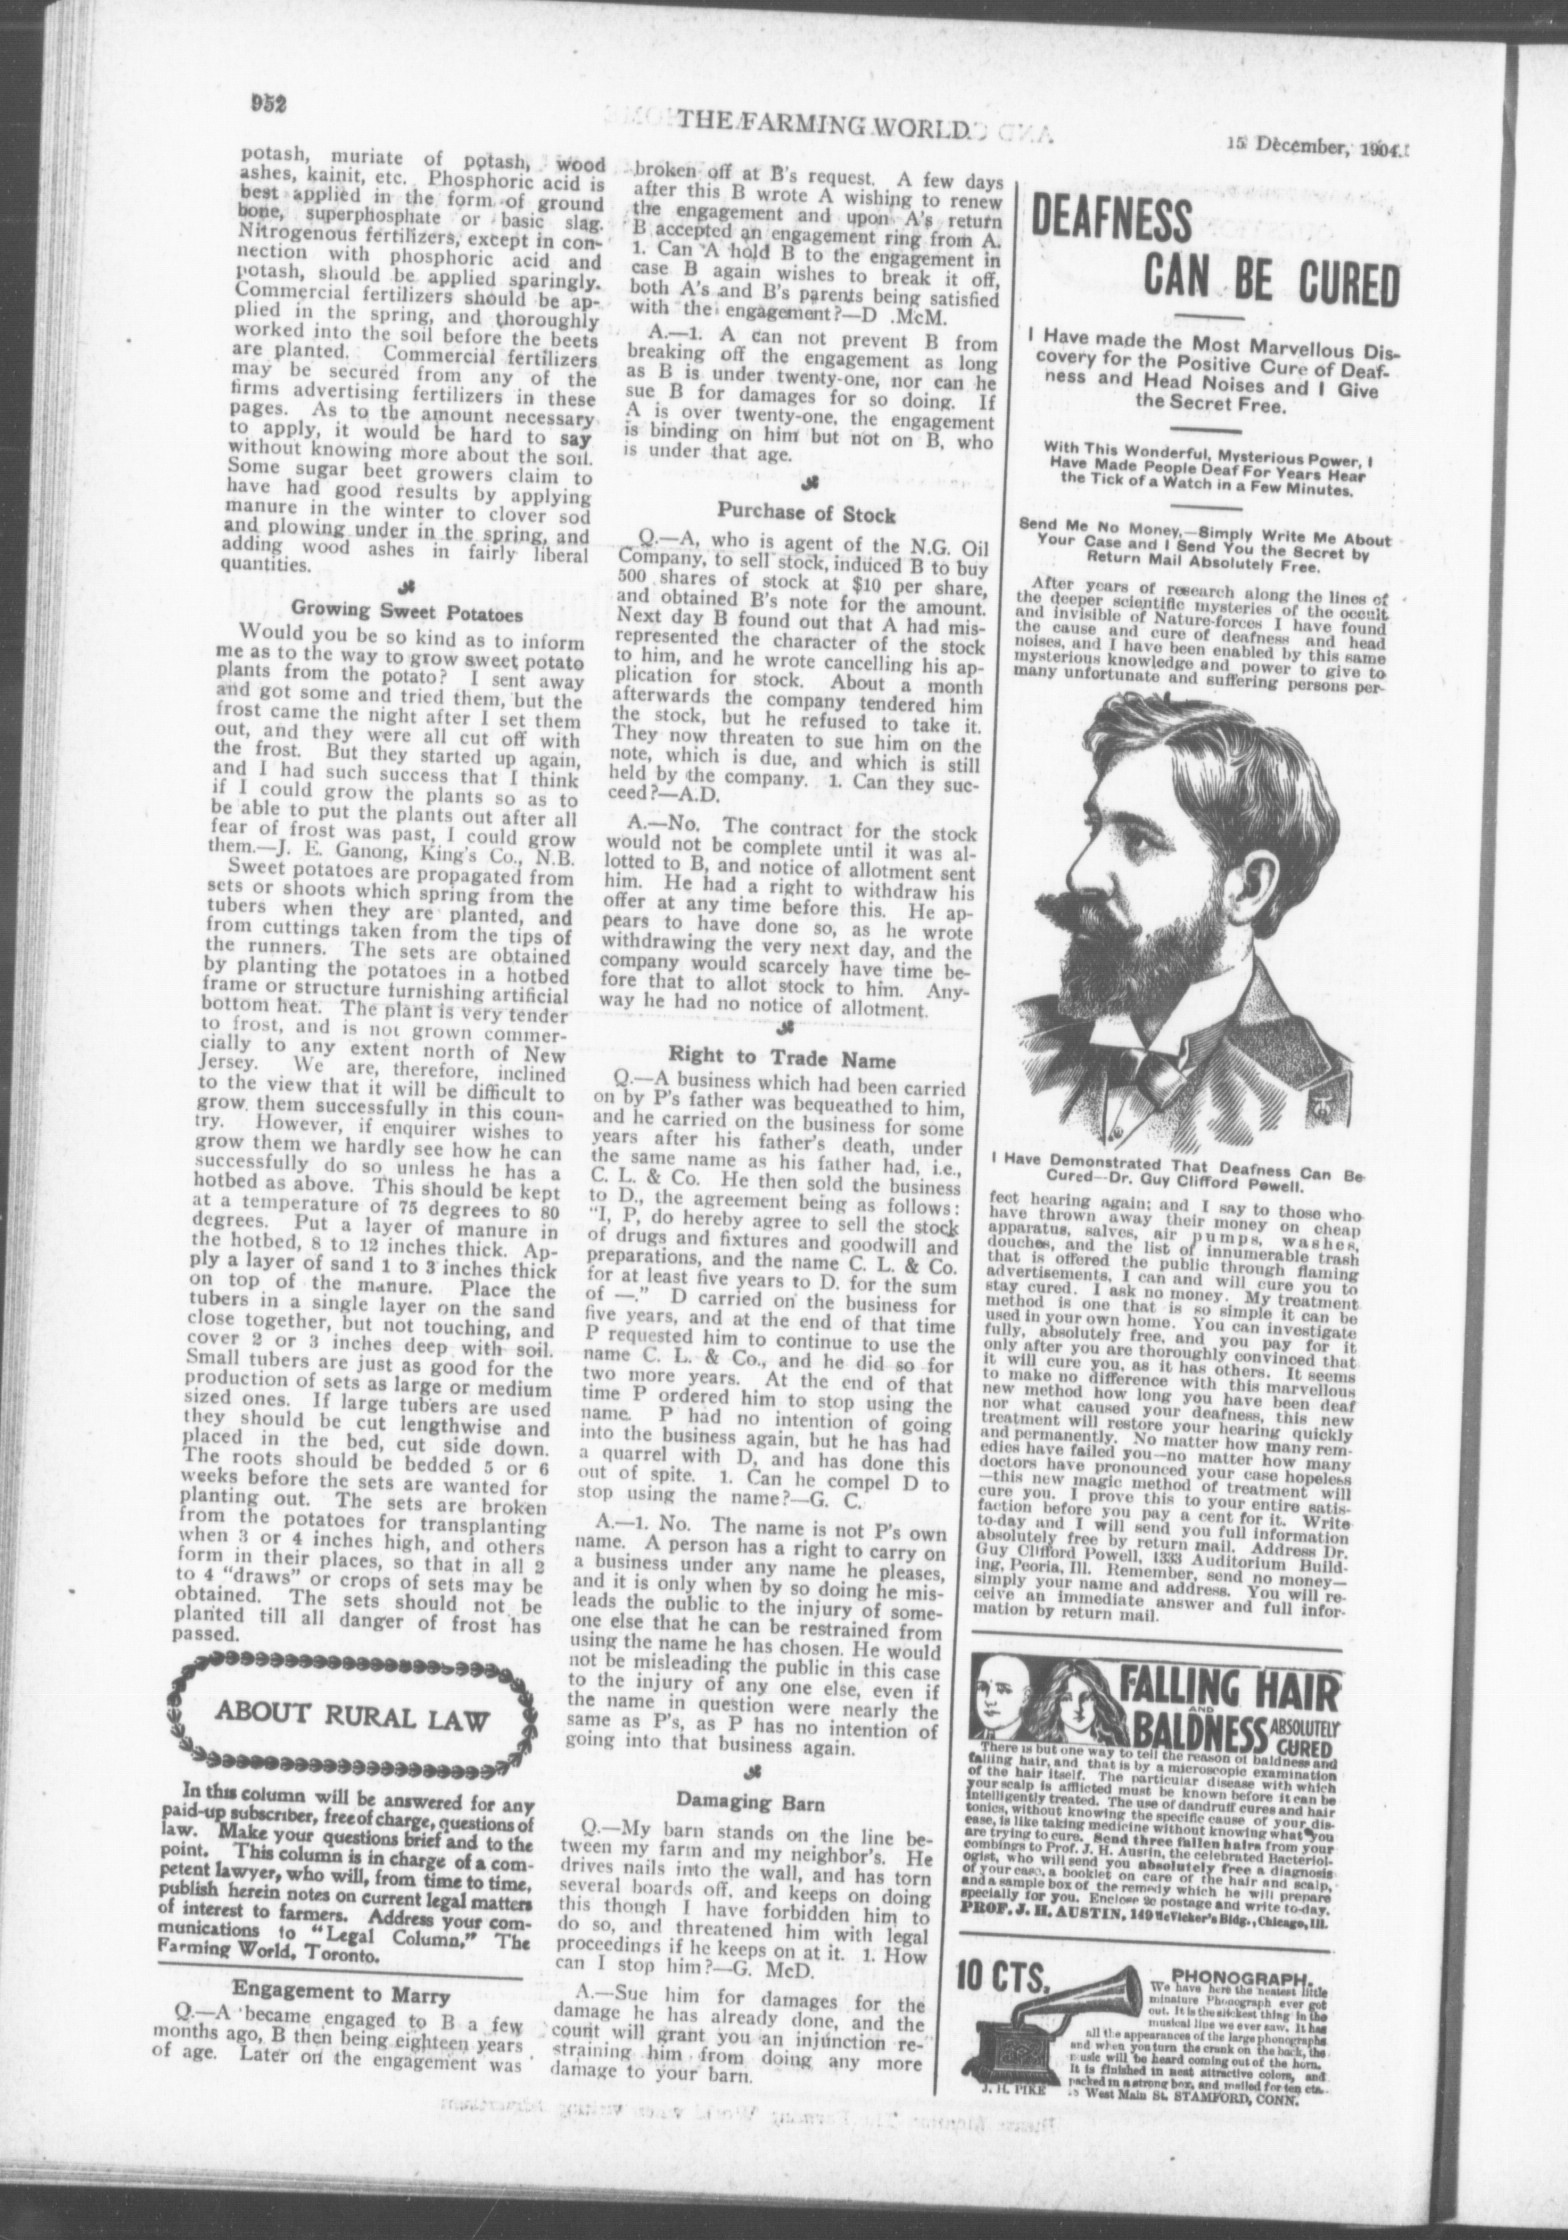 952
THE FARMING WORLD.
15 December, 1904.
potash, muriate of potash, wood
ashes, kainit, etc. Phosphoric acid is
best applied in the form of ground
bone, superphosphate or basic slag.
Nitrogenous fertilizers, except in con-
nection with phosphoric acid and
potash, should be applied sparingly.
Commercial fertilizers should be ap-
plied in the spring, and thoroughly
worked into the soil before the beets
are planted. Commercial fertilizers
may be secured from any of the
firms advertising fertilizers in these
pages. As to the amount necessary
to apply, it would be hard to say
without knowing more about the soil.
Some sugar beet growers claim to
have had good results by applying
manure in the winter to clover sod
and plowing under in the spring, and
adding wood ashes in fairly liberal
quantities.
Growing Sweet Potatoes
Would you be so kind as to inform
me as to the way to grow sweet potato
plants from the potato? I sent away
and got some and tried them, but the
frost came the night after I set them
out, and they were all cut off with
the frost. But they started up again,
and I had such success that I think
if I could grow the plants so as to
be able to put the plants out after all
fear of frost was past, I could grow
them.—J. E. Ganong, King's Co., N.B.
Sweet potatoes are propagated from
sets or shoots which spring from the
tubers when they are planted, and
from cuttings taken from the tips of
the runners. The sets are obtained
by planting the potatoes in a hotbed
frame or structure furnishing artificial
bottom heat. The plant is very tender
to frost, and is not grown commer-
cially to any extent north of New
Jersey. We are, therefore, inclined
to the view that it will be difficult to
grow them successfully in this coun-
try. However, if enquirer wishes to
grow them we hardly see how he can
successfully do so unless he has a
hotbed as above. This should be kept
at a temperature of 75 degrees to 80
degrees. Put a layer of manure in
the hotbed, 8 to 12 inches thick. Ap-
ply a layer of sand 1 to 3 inches thick
on top of the manure. Place the
tubers in a single layer on the sand
close together, but not touching, and
cover 2 or 3 inches deep with soil.
Small tubers are just as good for the
production of sets as large or medium
sized ones. If large tubers are used
they should be cut lengthwise and
placed in the bed, cut side down.
The roots should be bedded 5 or 6
weeks before the sets are wanted for
planting out. The sets are broken
from the potatoes for transplanting
when 3 or 4 inches high, and others
form in their places, so that in all 2
to 4 "draws" or crops of sets may be
obtained. The sets should not be
planted till all danger of frost has
passed.
ABOUT RURAL LAW
In this column will be answered for any
paid-up subscriber, free of charge, questions of
law. Make your questions brief and to the
point. This column is in charge of a com-
petent lawyer, who will, from time to time,
publish herein notes on current legal matters
of interest to farmers. Address your com-
munications to "Legal Column," The
Farming World, Toronto.
Engagement to Marry
Q.—A became engaged to B a few
months ago, B then being eighteen years
of age. Later on the engagement was
broken off at B's request. A few days
after this B wrote A wishing to renew
the engagement and upon A's return
B accepted an engagement ring from A.
1. Can A hold B to the engagement in
case B again wishes to break it off,
both A's and B's parents being satisfied
with the engagement?—D .McM.
A.—1. A can not prevent B from
breaking off the engagement as long
as B is under twenty-one, nor can he
sue B for damages for so doing. If
A is over twenty-one, the engagement
is binding on him but not on B, who
is under that age.
Purchase of Stock
Q.—A, who is agent of the N.G. Oil
Company, to sell stock, induced B to buy
500 shares of stock at $10 per share,
and obtained B's note for the amount.
Next day B found out that A had mis-
represented the character of the stock
to him, and he wrote cancelling his ap-
plication for stock. About a month
afterwards the company tendered him
the stock, but he refused to take it.
They now threaten to sue him on the
note, which is due, and which is still
held by the company. 1. Can they suc-
ceed?—A.D.
A.—No. The contract for the stock
would not be complete until it was al-
lotted to B, and notice of allotment sent
him. He had a right to withdraw his
offer at any time before this. He ap-
pears to have done so, as he wrote
withdrawing the very next day, and the
company would scarcely have time be-
fore that to allot stock to him. Any-
way he had no notice of allotment.
Right to Trade Name
Q.—A business which had been carried
on by P's father was bequeathed to him,
and he carried on the business for some
years after his father's death, under
the same name as his father had, i.e.,
C. L. & Co. He then sold the business
to D., the agreement being as follows:
"I, P, do hereby agree to sell the stock
of drugs and fixtures and goodwill and
preparations, and the name C. L. & Co.
for at least five years to D. for the sum
of —." D carried on the business for
five years, and at the end of that time
P requested him to continue to use the
name C. L. & Co., and he did so for
two more years. At the end of that
time P ordered him to stop using the
name. P had no intention of going
into the business again, but he has had
a quarrel with D, and has done this
out of spite. 1. Can he compel D to
stop using the name?—G. C.
A.—1. No. The name is not P's own
name. A person has a right to carry on
a business under any name he pleases,
and it is only when by so doing he mis-
leads the public to the injury of some-
one else that he can be restrained from
using the name he has chosen. He would
not be misleading the public in this case
to the injury of any one else, even if
the name in question were nearly the
same as P's, as P has no intention of
going into that business again.
Damaging Barn
Q.—My barn stands on the line be-
tween my farm and my neighbor's. He
drives nails into the wall, and has torn
several boards off, and keeps on doing
this though I have forbidden him to
do so, and threatened him with legal
proceedings if he keeps on at it. 1. How
can I stop him?—G. McD.
A.—Sue him for damages for the
damage he has already done, and the
court will grant you an injunction re-
straining him from doing any more
damage to your barn.
DEAFNESS
CAN BE CURED
I Have made the Most Marvellous Dis-
covery for the Positive Cure of Deaf-
ness and Head Noises and I Give
the Secret Free.
With This Wonderful, Mysterious Power, I
Have Made People Deaf For Years Hear
the Tick of a Watch in a Few Minutes.
Send Me No Money,—Simply Write Me About
Your Case and I Send You the Secret by
Return Mail Absolutely Free.
After years of research along the lines of
the deeper scientific mysteries of the occult
and invisible of Nature-forces I have found
the cause and cure of deafness and head
noises, and I have been enabled by this same
mysterious knowledge and power to give to
many unfortunate and suffering persons per-
I Have Demonstrated That Deafness Can Be
Cured—Dr. Guy Clifford Powell.
fect hearing again; and I say to those who
have thrown away their money on cheap
apparatus, salves, air pumps, washes,
douches, and the list of innumerable trash
that is offered the public through flaming
advertisements, I can and will cure you to
stay cured. I ask no money. My treatment
method is one that is so simple it can be
used in your own home. You can investigate
fully, absolutely free, and you pay for it
only after you are thoroughly convinced that
it will cure you, as it has others. It seems
to make no difference with this marvellous
new method how long you have been deaf
nor what caused your deafness, this new
treatment will restore your hearing quickly
and permanently. No matter how many rem-
edies have failed you—no matter how many
doctors have pronounced your case hopeless
—this new magic method of treatment will
cure you. I prove this to your entire satis-
faction before you pay a cent for it. Write
to-day and I will send you full information
absolutely free by return mail. Address Dr.
Guy Clifford Powell, 1333 Auditorium Build-
ing, Peoria, Ill. Remember, send no money—
simply your name and address. You will re-
ceive an immediate answer and full infor-
mation by return mail.
FALLING HAIR
AND
BALDNESS ABSOLUTELY
CURED
There is but one way to tell the reason of baldness and
falling hair, and that is by a microscopic examination
of the hair itself. The particular disease with which
your scalp is afflicted must be known before it can be
intelligently treated. The use of dandruff cures and hair
tonics, without knowing the specific cause of your dis-
ease, is like taking medicine without knowing what you
are trying to cure. Send three fallen hairs from your
combings to Prof. J. H. Austin, the celebrated Bacteriol-
ogist, who will send you absolutely free a diagnosis
of your case, a booklet on care of the hair and scalp,
and a sample box of the remedy which he will prepare
specially for you. Enclose 2c postage and write to-day.
PROF. J. H. AUSTIN, 149 McVicker's Bldg., Chicago, Ill.
10 CTS.
PHONOGRAPH.
We have here the neatest little
minature Phonograph ever got
out. It is the slickest thing in the
musical line we ever saw. It has
all the appearances of the large phonographs
and when you turn the crank on the back, the
music will be heard coming out of the horn.
It is finished in neat attractive colors, and
packed in a strong box, and mailed for ten cts.
J. H. PIKE
West Main St. STAMFORD, CONN.